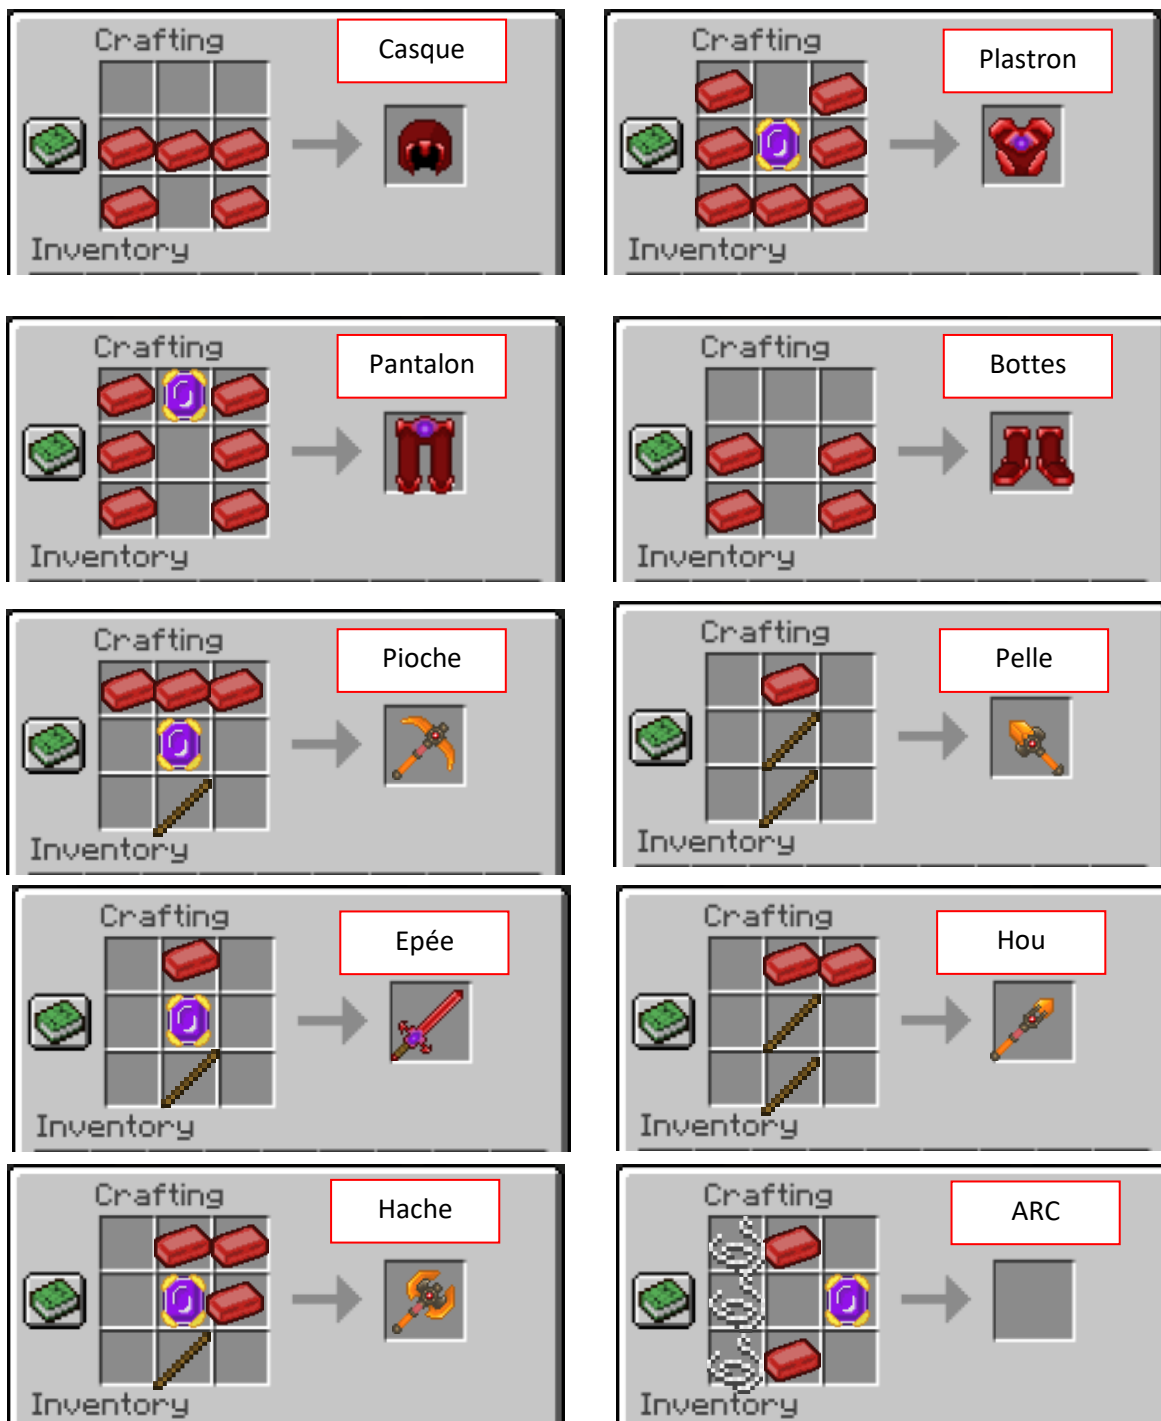 Crafting
Casque
Inventory
Crafting
Plastron
Inventory
Crafting
Pantalon
Inventory
Crafting
Bottes
Inventory
Crafting
Pioche
Inventory
Crafting
Pelle
Inventory
Crafting
Epée
Inventory
Crafting
Hou
Inventory
Crafting
Hache
Inventory
Crafting
ARC
Inventory